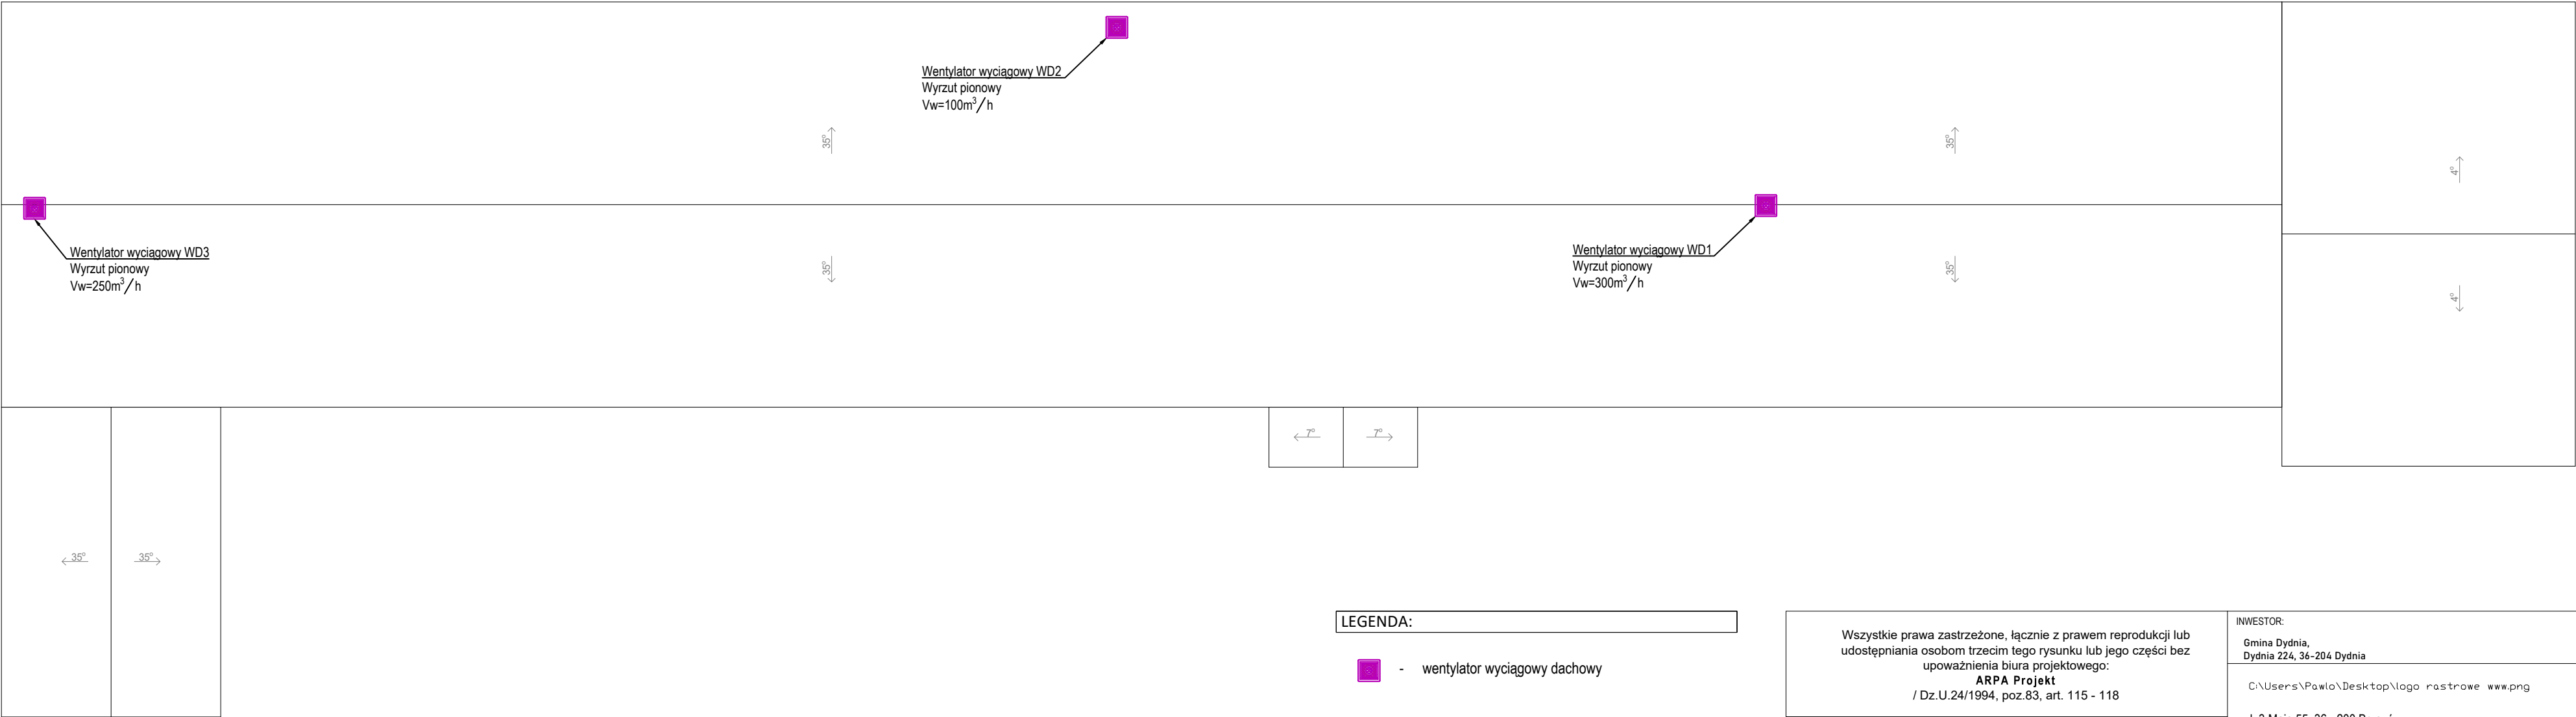 Wentylator wyciągowy WD2
Wyrzut pionowy
Vw=100m³/h
35°
35°
4°
Wentylator wyciągowy WD3
Wyrzut pionowy
Vw=250m³/h
35°
Wentylator wyciągowy WD1
Wyrzut pionowy
Vw=300m³/h
35°
4°
7°
7°
35°
35°
LEGENDA:
- wentylator wyciągowy dachowy
Wszystkie prawa zastrzeżone, łącznie z prawem reprodukcji lub
udostępniania osobom trzecim tego rysunku lub jego części bez
upoważnienia biura projektowego:
ARPA Projekt
/ Dz.U.24/1994, poz.83, art. 115 - 118
INWESTOR:
Gmina Dydnia,
Dydnia 224, 36-204 Dydnia
C:\Users\Pawlo\Desktop\logo rastrowe www.png